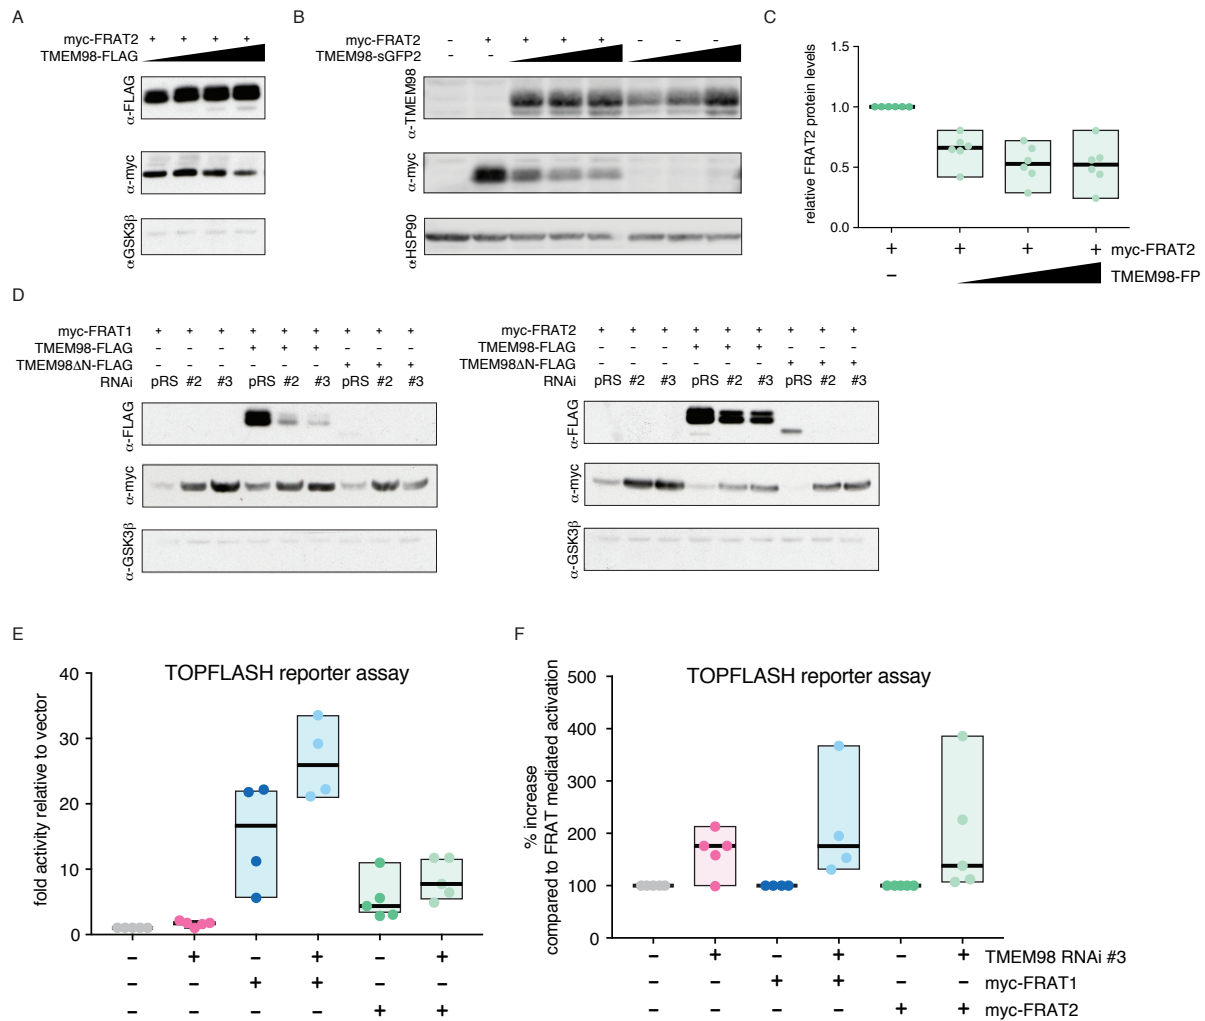 A
myc-FRAT2 + + + +
TMEM98-FLAG
α-FLAG
α-myc
αGSK3β
B
myc-FRAT2 – + + + + – – –
TMEM98-sGFP2 – –
α-TMEM98
α-myc
αHSP90
C
1.5
1.0
0.5
0.0
relative FRAT2 protein levels
+ + + + myc-FRAT2
– TMEM98-FP
D
myc-FRAT1 + + + + + + + + +
TMEM98-FLAG – – – + + + – – –
TMEM98ΔN-FLAG – – – – – – + + +
RNAi pRS #2 #3 pRS #2 #3 pRS #2 #3
α-FLAG
α-myc
α-GSK3β
myc-FRAT2 + + + + + + + + +
TMEM98-FLAG – – – + + + – – –
TMEM98ΔN-FLAG – – – – – – + + +
RNAi pRS #2 #3 pRS #2 #3 pRS #2 #3
α-FLAG
α-myc
α-GSK3β
E
TOPFLASH reporter assay
40
30
20
10
0
fold activity relative to vector
– + – + – +
– – + + – –
– – – – + +
F
TOPFLASH reporter assay
500
400
300
200
100
0
% increase
compared to FRAT mediated activation
– + – + – + TMEM98 RNAi #3
– – + + – – myc-FRAT1
– – – – + + myc-FRAT2